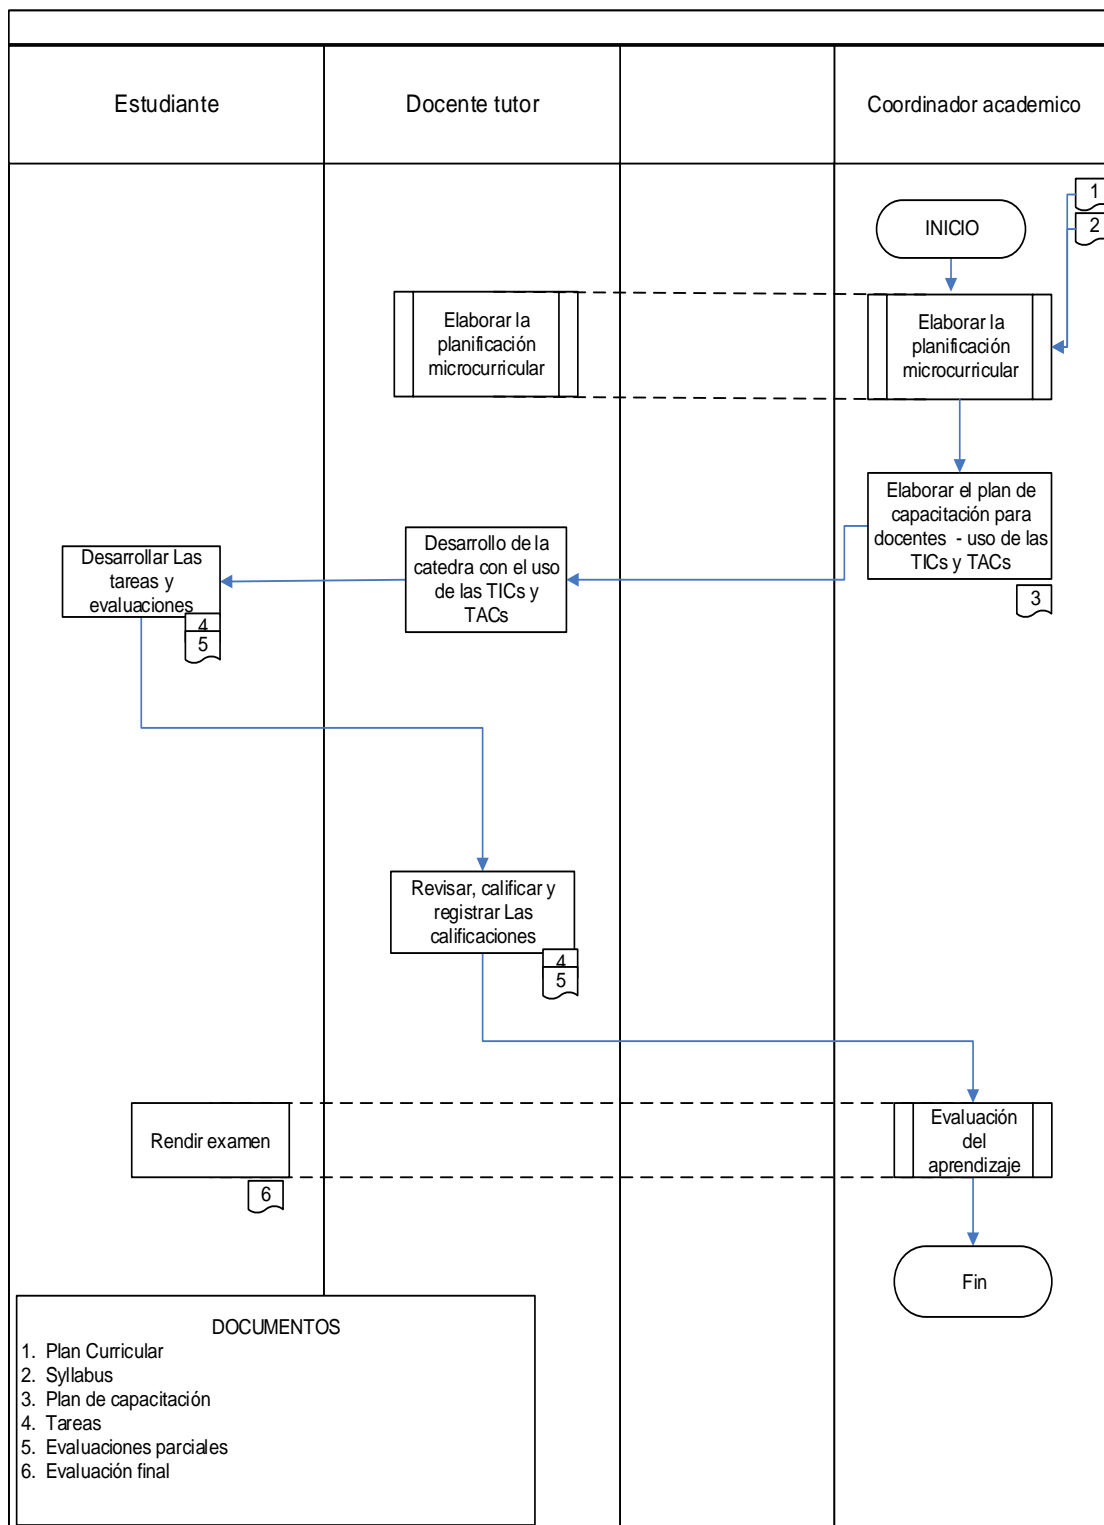 Estudiante
Docente tutor
Coordinador academico
1
2
INICIO
Elaborar la
planificación
microcurricular
Elaborar la
planificación
microcurricular
Elaborar el plan de
capacitación para
docentes - uso de las
TICs y TACs
3
Desarrollo de la
catedra con el uso
de las TICs y
TACs
Desarrollar Las
tareas y
evaluaciones
4
5
Revisar, calificar y
registrar Las
calificaciones
4
5
Rendir examen
6
Evaluación
del
aprendizaje
Fin
DOCUMENTOS
1. Plan Curricular
2. Syllabus
3. Plan de capacitación
4. Tareas
5. Evaluaciones parciales
6. Evaluación final